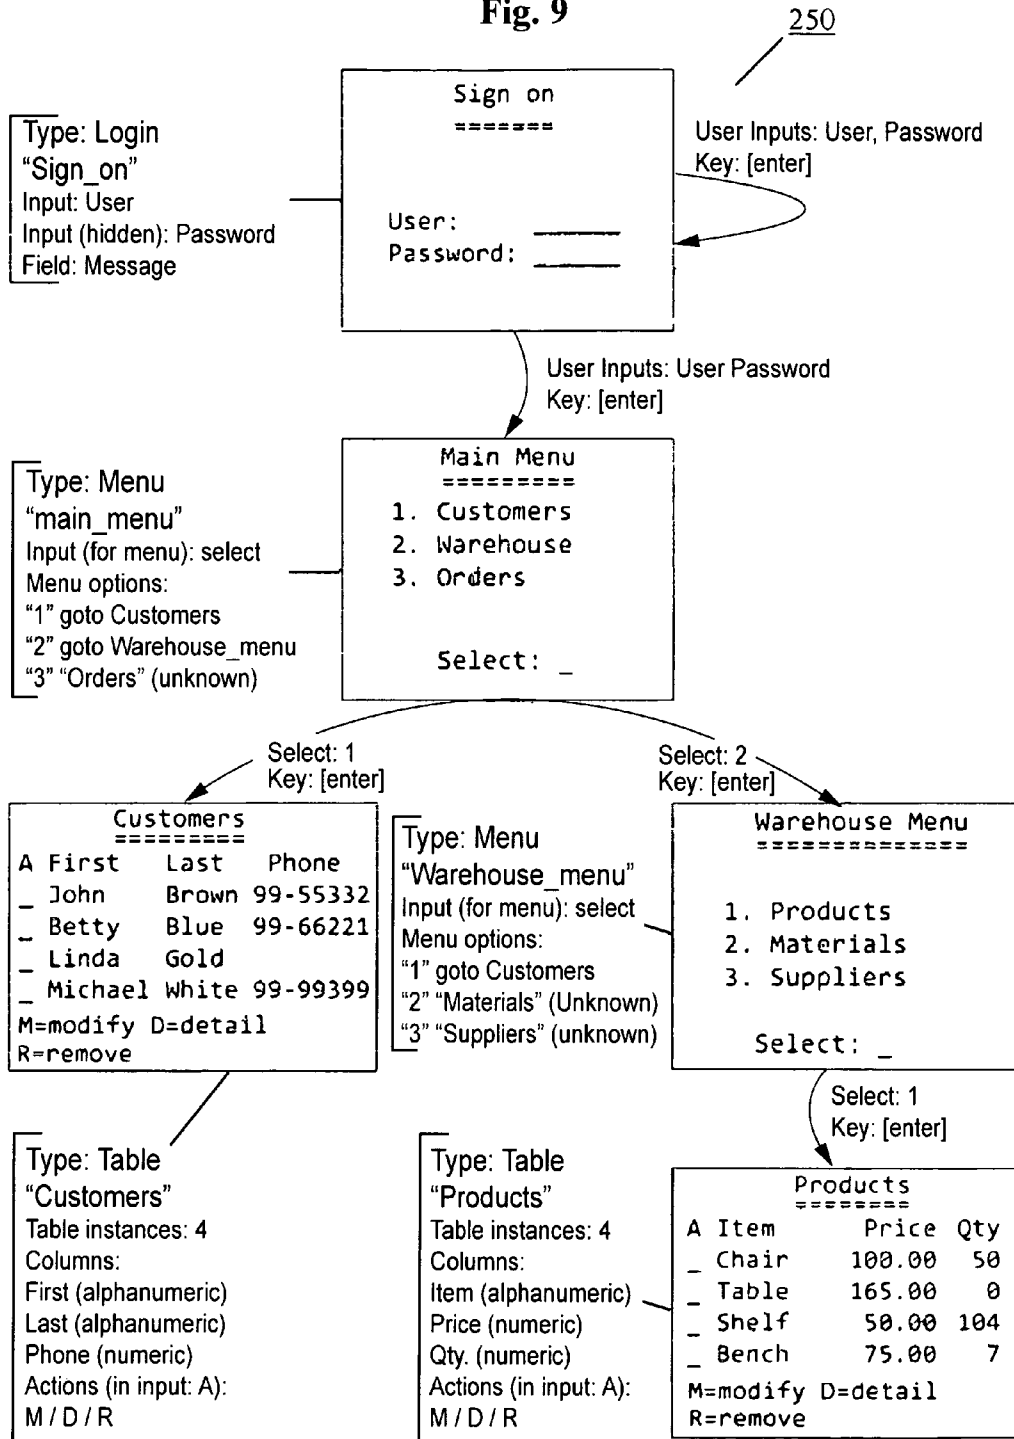 Fig. 9
250
Sign on
=======
User:
Password:
Type: Login
“Sign_on”
Input: User
Input (hidden): Password
Field: Message
User Inputs: User, Password
Key: [enter]
User Inputs: User Password
Key: [enter]
Type: Menu
“main_menu”
Input (for menu): select
Menu options:
“1” goto Customers
“2” goto Warehouse_menu
“3” “Orders” (unknown)
Main Menu
=========
1. Customers
2. Warehouse
3. Orders
Select: _
Select: 1
Key: [enter]
Select: 2
Key: [enter]
Customers
=========
A First Last Phone
_ John Brown 99-55332
_ Betty Blue 99-66221
_ Linda Gold
_ Michael White 99-99399
M=modify D=detail
R=remove
Type: Menu
“Warehouse_menu”
Input (for menu): select
Menu options:
“1” goto Customers
“2” “Materials” (Unknown)
“3” “Suppliers” (unknown)
Warehouse Menu
==============
1. Products
2. Materials
3. Suppliers
Select: _
Select: 1
Key: [enter]
Type: Table
“Customers”
Table instances: 4
Columns:
First (alphanumeric)
Last (alphanumeric)
Phone (numeric)
Actions (in input: A):
M / D / R
Type: Table
“Products”
Table instances: 4
Columns:
Item (alphanumeric)
Price (numeric)
Qty. (numeric)
Actions (in input: A):
M / D / R
Products
========
A Item Price Qty
_ Chair 100.00 50
_ Table 165.00 0
_ Shelf 50.00 104
_ Bench 75.00 7
M=modify D=detail
R=remove